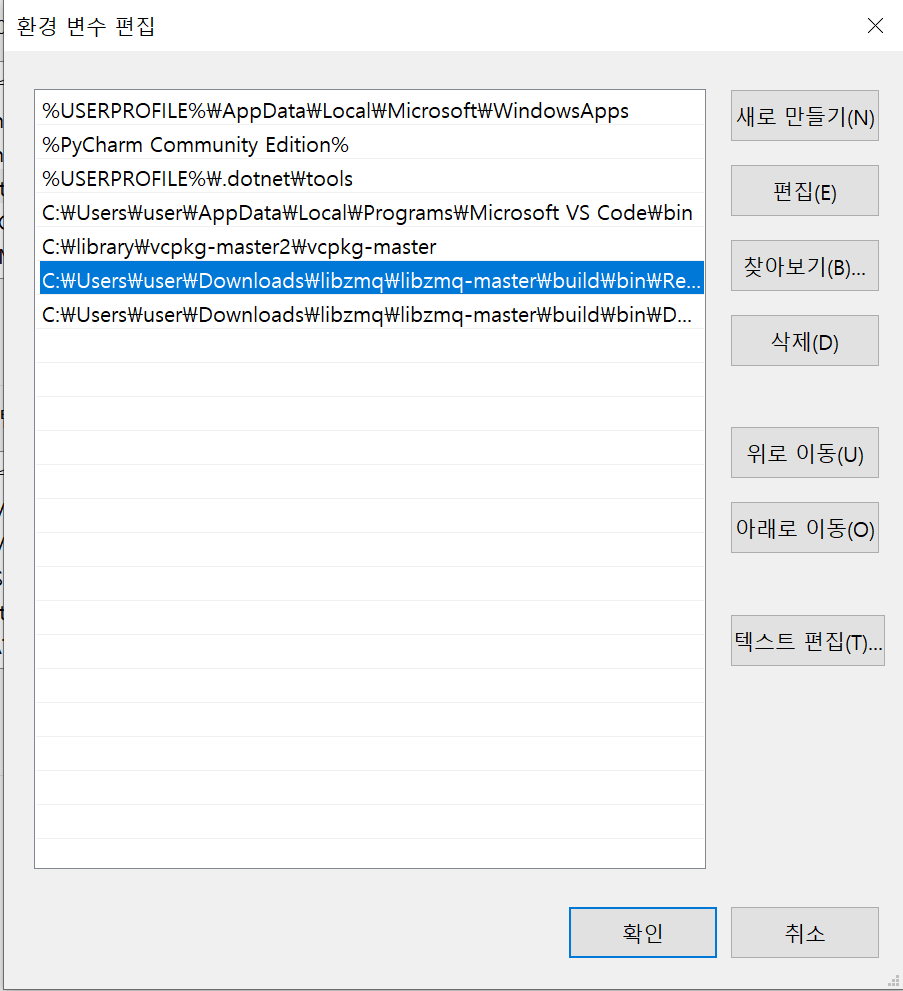 환경 변수 편집
%USERPROFILE%₩AppData₩Local₩Microsoft₩WindowsApps
%PyCharm Community Edition%
%USERPROFILE%₩.dotnet₩tools
C:₩Users₩user₩AppData₩Local₩Programs₩Microsoft VS Code₩bin
C:₩library₩vcpkg-master2₩vcpkg-master
C:₩Users₩user₩Downloads₩libzmq₩libzmq-master₩build₩bin₩Re...
C:₩Users₩user₩Downloads₩libzmq₩libzmq-master₩build₩bin₩D...
새로 만들기(N)
편집(E)
찾아보기(B)...
삭제(D)
위로 이동(U)
아래로 이동(O)
텍스트 편집(T)...
확인
취소